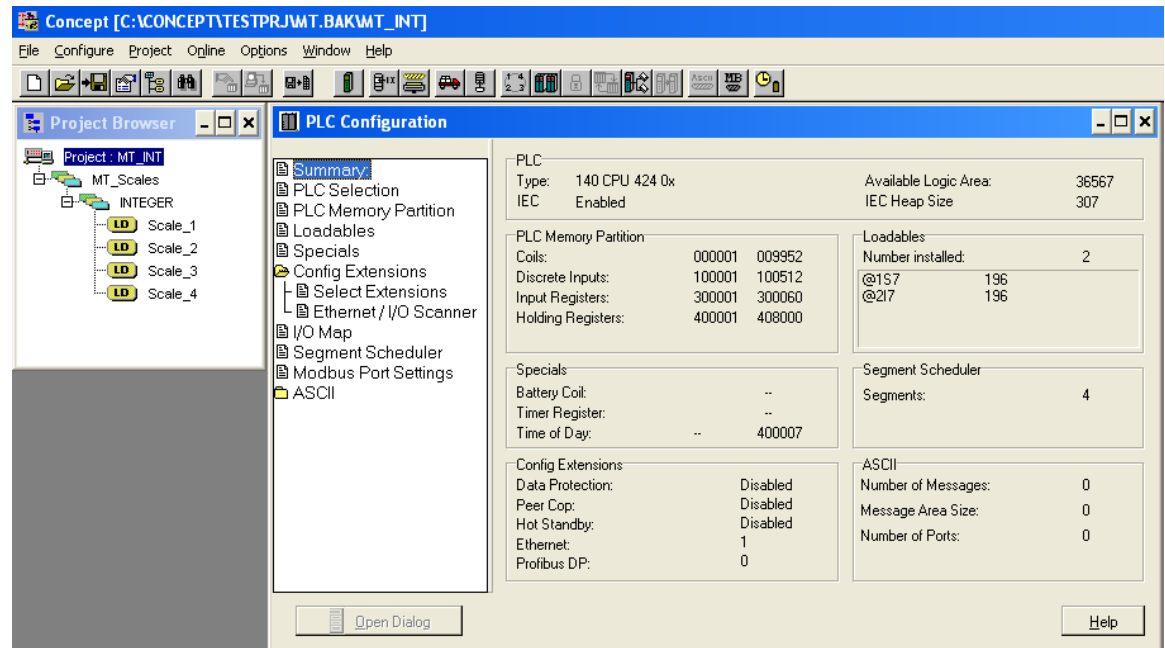 Concept [C:\CONCEPT\TESTPRJ\MT.BAK\MT_INT]
File Configure Project Online Options Window Help
Ascii MB
Project Browser
Project : MT_INT
MT_Scales
INTEGER
LD Scale_1
LD Scale_2
LD Scale_3
LD Scale_4
PLC Configuration
Summary:
PLC Selection
PLC Memory Partition
Loadables
Specials
Config Extensions
Select Extensions
Ethernet / I/O Scanner
I/O Map
Segment Scheduler
Modbus Port Settings
ASCII
PLC
Type: 140 CPU 424 0x
IEC Enabled
Available Logic Area: 36567
IEC Heap Size 307
PLC Memory Partition
Coils: 000001 009952
Discrete Inputs: 100001 100512
Input Registers: 300001 300060
Holding Registers: 400001 408000
Loadables
Number installed: 2
@1S7 196
@2I7 196
Specials
Battery Coil: --
Timer Register: --
Time of Day: -- 400007
Segment Scheduler
Segments: 4
Config Extensions
Data Protection: Disabled
Peer Cop: Disabled
Hot Standby: Disabled
Ethernet: 1
Profibus DP: 0
ASCII
Number of Messages: 0
Message Area Size: 0
Number of Ports: 0
Open Dialog
Help